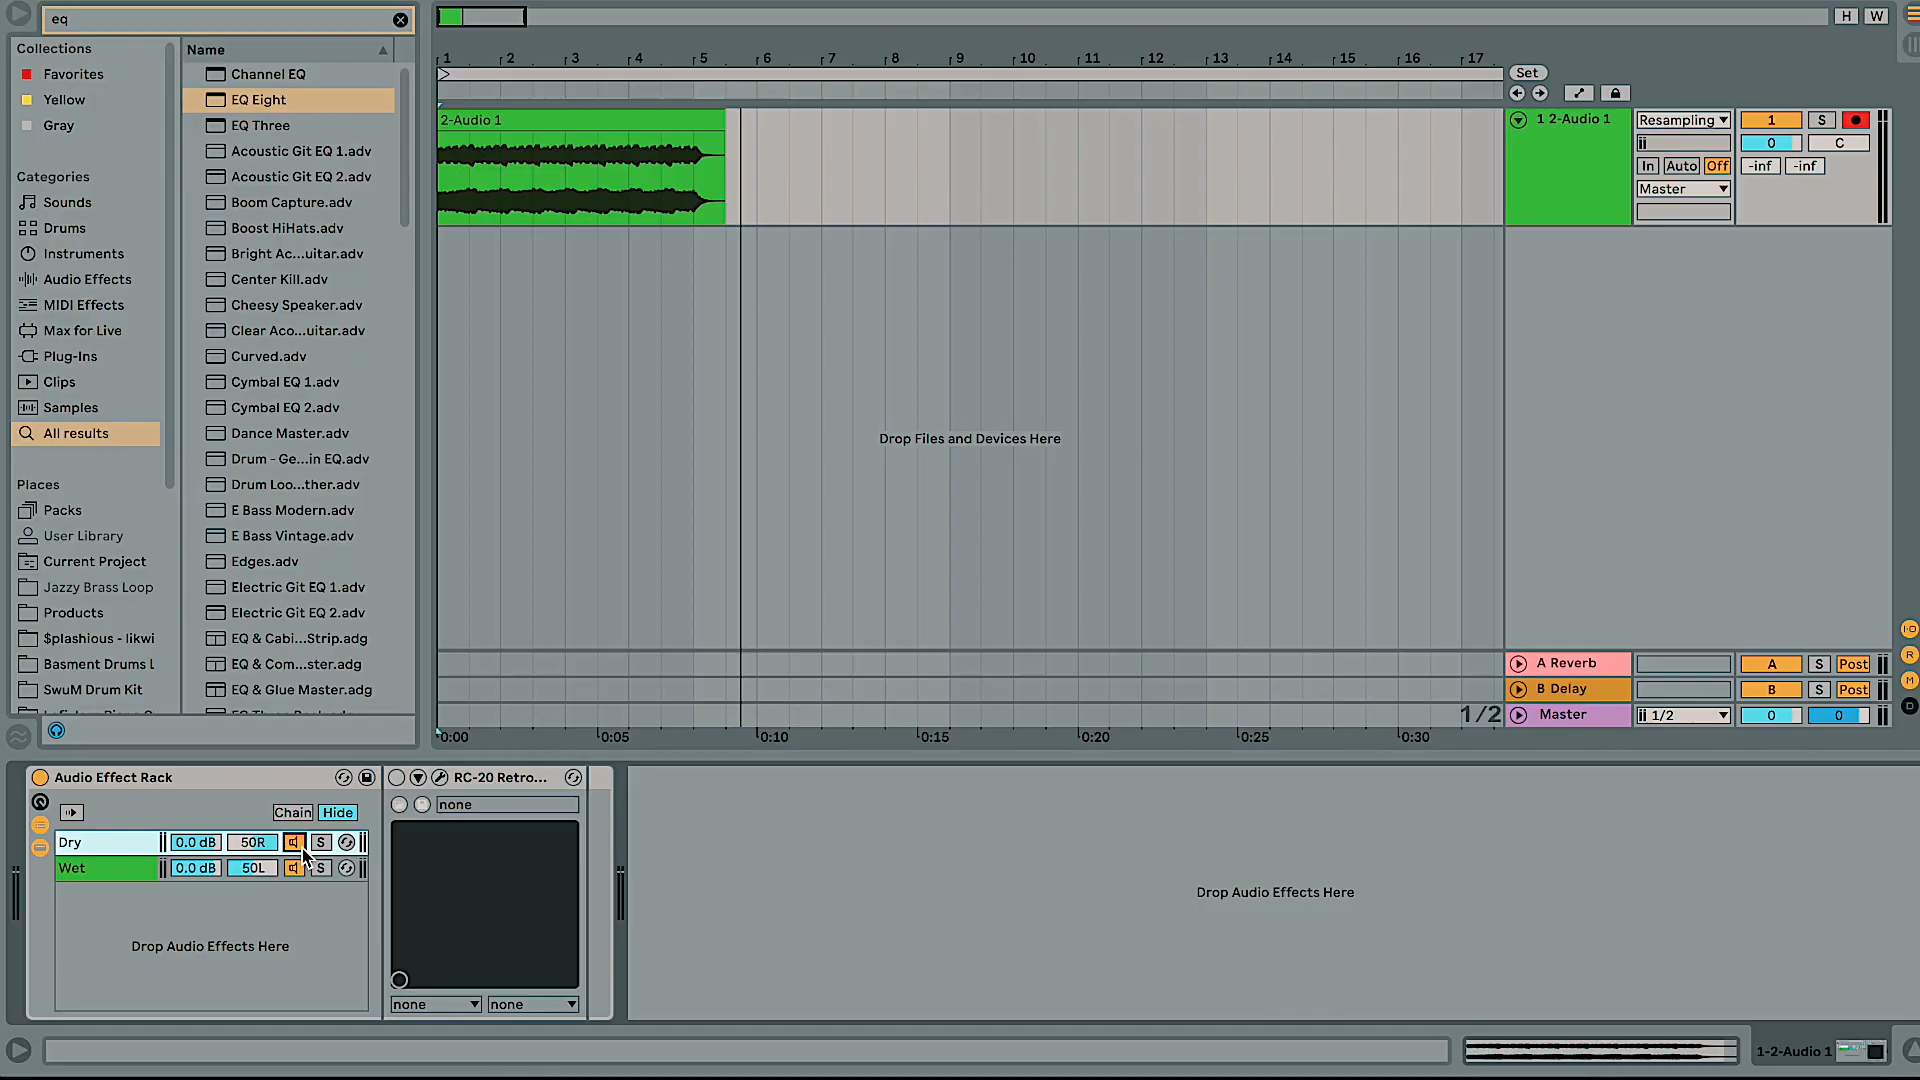 eq
H W
Collections
Favorites
Yellow
Gray
Categories
Sounds
Drums
Instruments
Audio Effects
MIDI Effects
Max for Live
Plug-Ins
Clips
Samples
All results
Places
Packs
User Library
Current Project
Jazzy Brass Loop
Products
$plashious - likwi
Basment Drums L
SwuM Drum Kit
Name
Channel EQ
EQ Eight
EQ Three
Acoustic Git EQ 1.adv
Acoustic Git EQ 2.adv
Boom Capture.adv
Boost HiHats.adv
Bright Ac...uitar.adv
Center Kill.adv
Cheesy Speaker.adv
Clear Aco...uitar.adv
Curved.adv
Cymbal EQ 1.adv
Cymbal EQ 2.adv
Dance Master.adv
Drum - Ge...in EQ.adv
Drum Loo...ther.adv
E Bass Modern.adv
E Bass Vintage.adv
Edges.adv
Electric Git EQ 1.adv
Electric Git EQ 2.adv
EQ & Cabi...Strip.adg
EQ & Com...ster.adg
EQ & Glue Master.adg
1 2 3 4 5 6 7 8 9 10 11 12 13 14 15 16 17
Set
2-Audio 1
1 2-Audio 1
Resampling 1 S
0 C
In Auto Off -inf -inf
Master
Drop Files and Devices Here
A Reverb A S Post
B Delay B S Post
1/2 Master 1/2 0 0
0:00 0:05 0:10 0:15 0:20 0:25 0:30
I-O
R
M
D
Audio Effect Rack
Chain Hide
Dry 0.0 dB 50R S
Wet 0.0 dB 50L S
Drop Audio Effects Here
RC-20 Retro...
none
none none
Drop Audio Effects Here
1-2-Audio 1